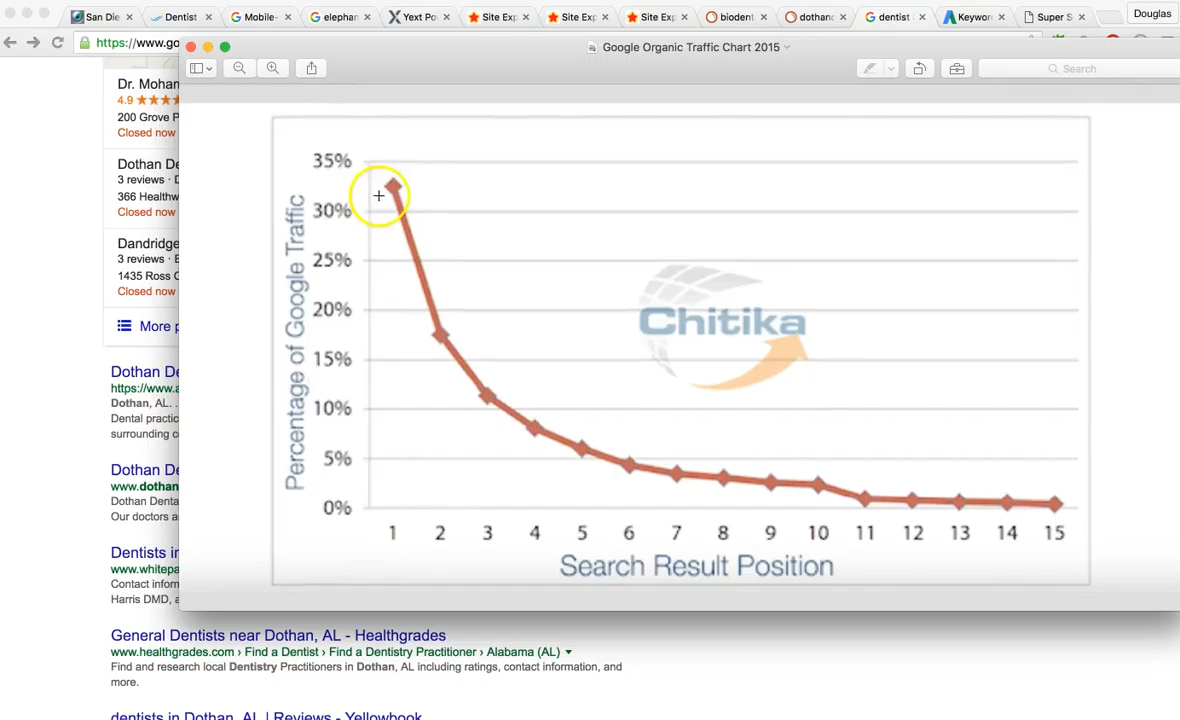 San Die
Dentist
Mobile-
elephan
Yext Po
Site Exp
Site Exp
Site Exp
biodent
dothanc
dentist
Keyword
Super S
Douglas
https://www.go
Google Organic Traffic Chart 2015
Search
Dr. Mohan
4.9
200 Grove P
Closed now
Dothan De
3 reviews ·
366 Healthw
Closed now
Dandridge
3 reviews ·
1435 Ross C
Closed now
More p
Dothan De
https://www.a
Dothan, AL.
Dental practic
surrounding
Dothan De
www.dothan
Dothan Denta
Our doctors a
Dentists in
www.whitepa
Contact inform
Harris DMD, a
General Dentists near Dothan, AL - Healthgrades
www.healthgrades.com › Find a Dentist › Find a Dentistry Practitioner › Alabama (AL)
Find and research local Dentistry Practitioners in Dothan, AL including ratings, contact information, and
more.
dentists in Dothan, AL | Reviews - Yellowbook
Percentage of Google Traffic
35%
30%
25%
20%
15%
10%
5%
0%
Chitika
1 2 3 4 5 6 7 8 9 10 11 12 13 14 15
Search Result Position